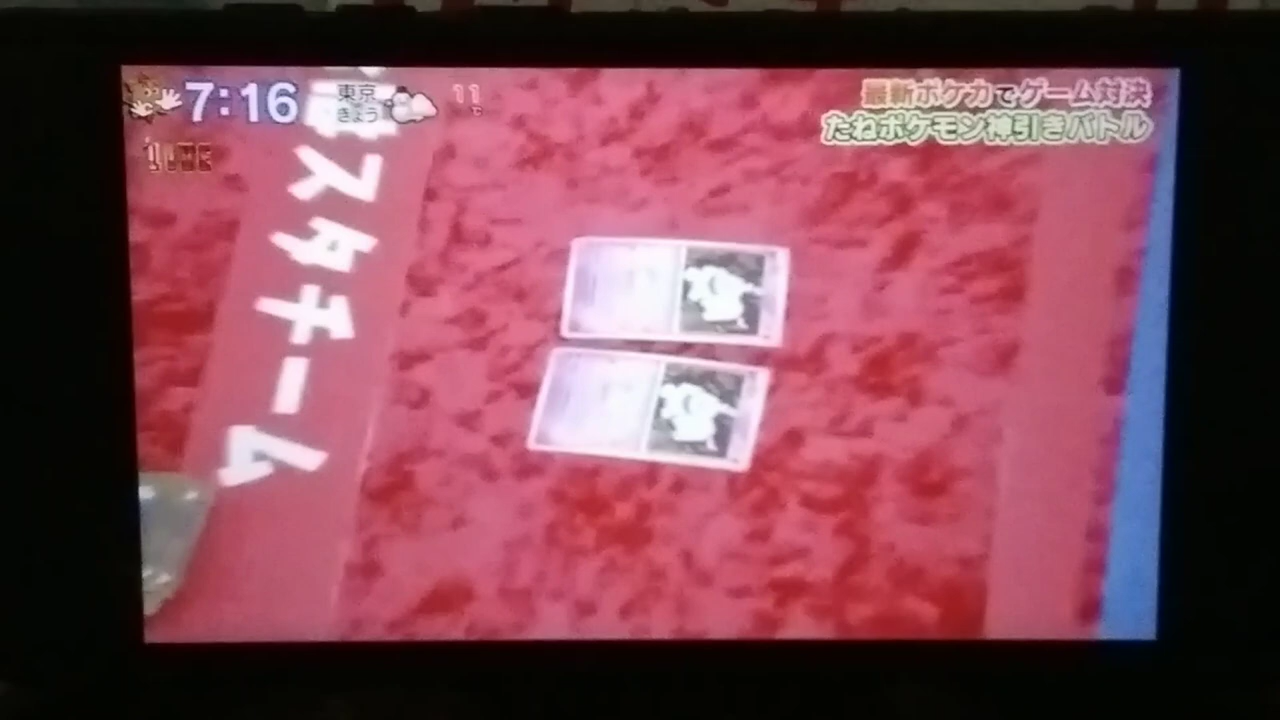 7:16
東京
きょう
11
℃
最新ポケカでゲーム対決
たねポケモン神引きバトル
スターチーム